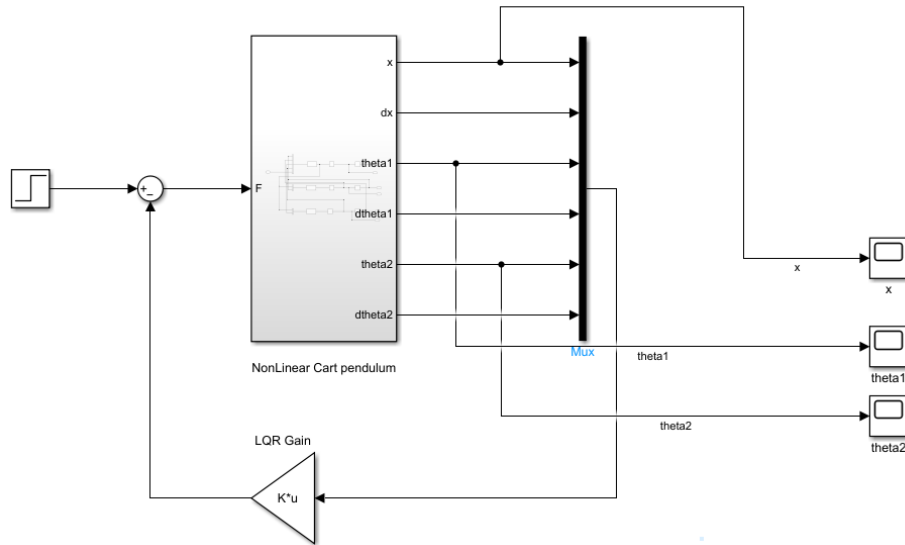 x
dx
theta1
dtheta1
theta2
dtheta2
F
+
−
NonLinear Cart pendulum
Mux
x
x
theta1
theta1
theta2
theta2
LQR Gain
K*u